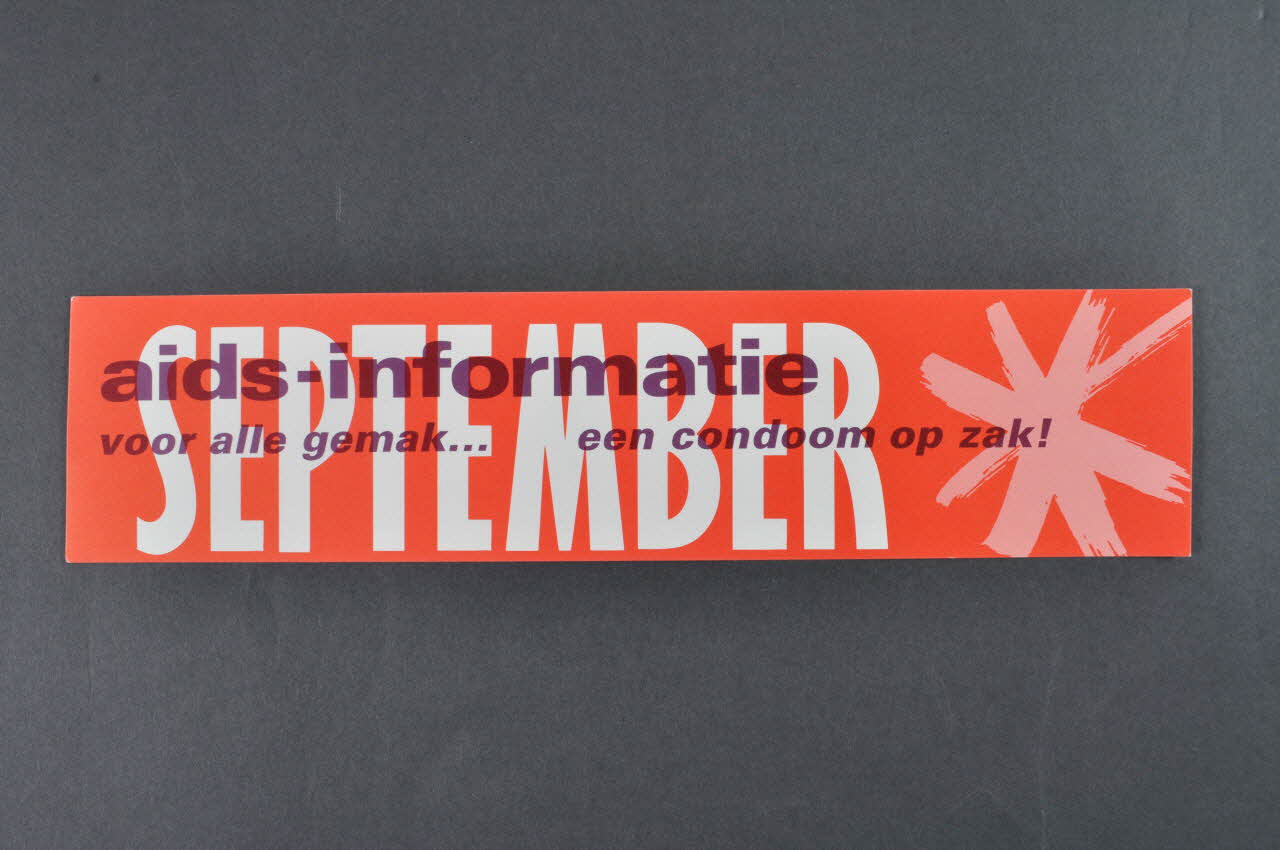 SEPTEMBER
aids-informatie
voor alle gemak... een condoom op zak!